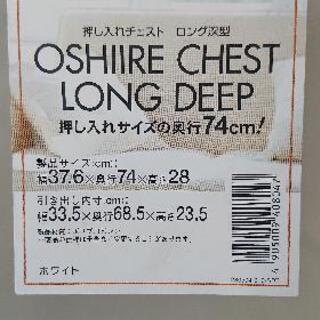 押し入れチェスト ロング深型
OSHIIRE CHEST
LONG DEEP
押し入れサイズの奥行74cm!
製品サイズ(cm):
幅37.6×奥行74×高さ28
引き出し内寸(cm):
幅33.5×奥行68.5×高さ23.5
ホワイト